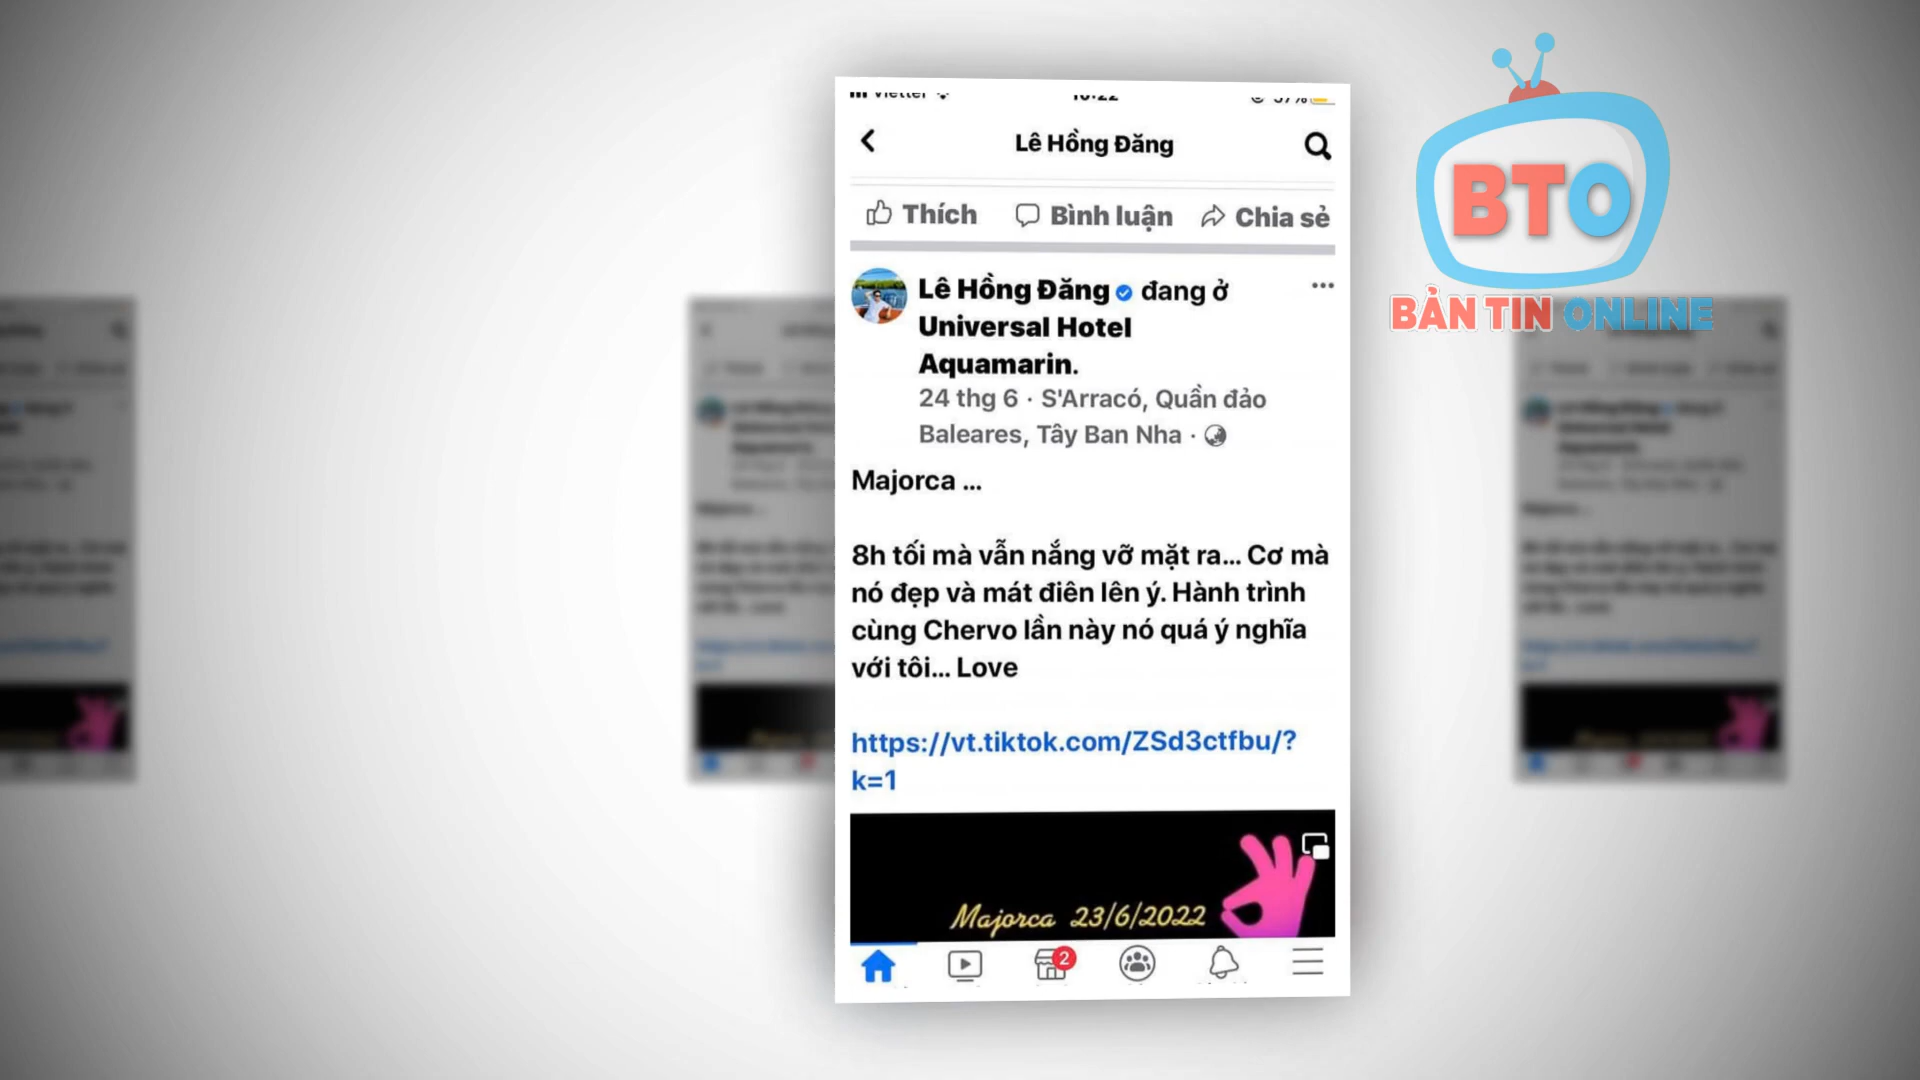 Lê Hồng Đăng
Thích Bình luận Chia sẻ
Lê Hồng Đăng đang ở
Universal Hotel
Aquamarin.
24 thg 6 · S'Arracó, Quần đảo
Baleares, Tây Ban Nha ·
Majorca ...
8h tối mà vẫn nắng vỡ mặt ra... Cơ mà
nó đẹp và mát điên lên ý. Hành trình
cùng Chervo lần này nó quá ý nghĩa
với tôi... Love
https://vt.tiktok.com/ZSd3ctfbu/?
k=1
Majorca 23/6/2022
2
BTO
BẢN TIN ONLINE